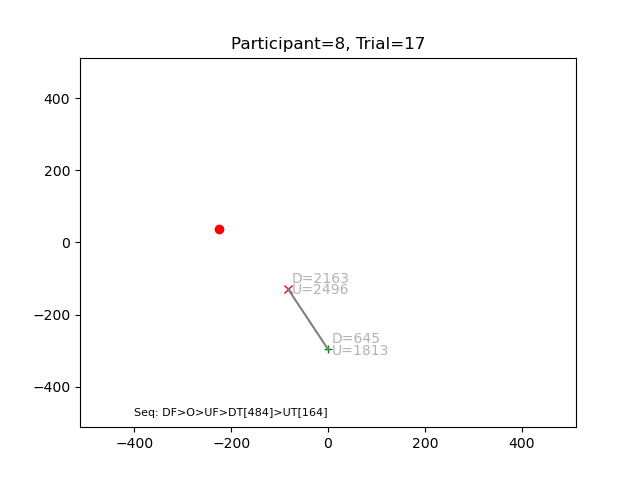 Participant=8, Trial=17
400
200
0
−200
−400
D=2163
U=2496
D=645
U=1813
Seq: DF>O>UF>DT[484]>UT[164]
−400
−200
0
200
400